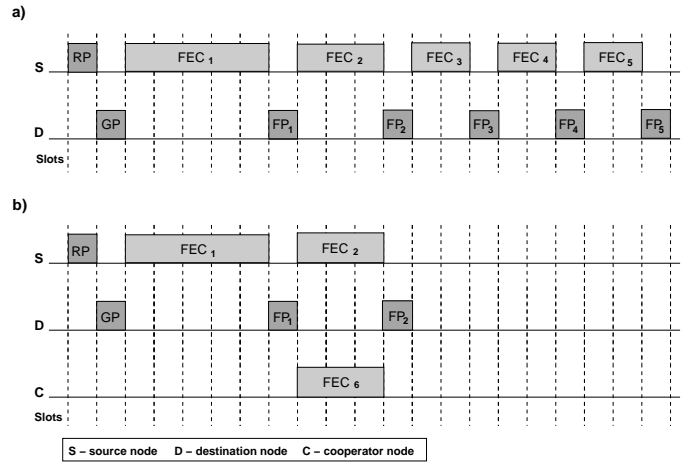 a)
S RP FEC 1 FEC 2 FEC 3 FEC 4 FEC 5
D GP FP1 FP2 FP3 FP4 FP5
Slots
b)
S RP FEC 1 FEC 2
D GP FP1 FP2
C FEC 6
Slots
S – source node D – destination node C – cooperator node